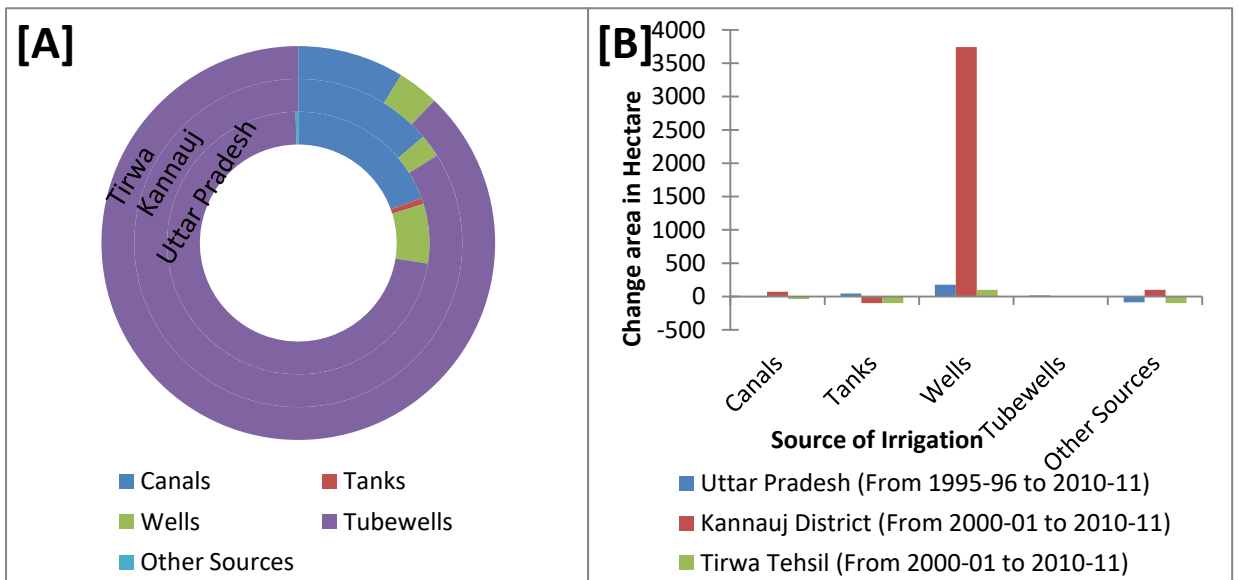 [A]
Tirwa
Kannauj
Uttar Pradesh
Canals
Tanks
Wells
Tubewells
Other Sources
[B]
Change area in Hectare
4000
3500
3000
2500
2000
1500
1000
500
0
-500
Canals
Tanks
Wells
Tubewells
Other Sources
Source of Irrigation
Uttar Pradesh (From 1995-96 to 2010-11)
Kannauj District (From 2000-01 to 2010-11)
Tirwa Tehsil (From 2000-01 to 2010-11)